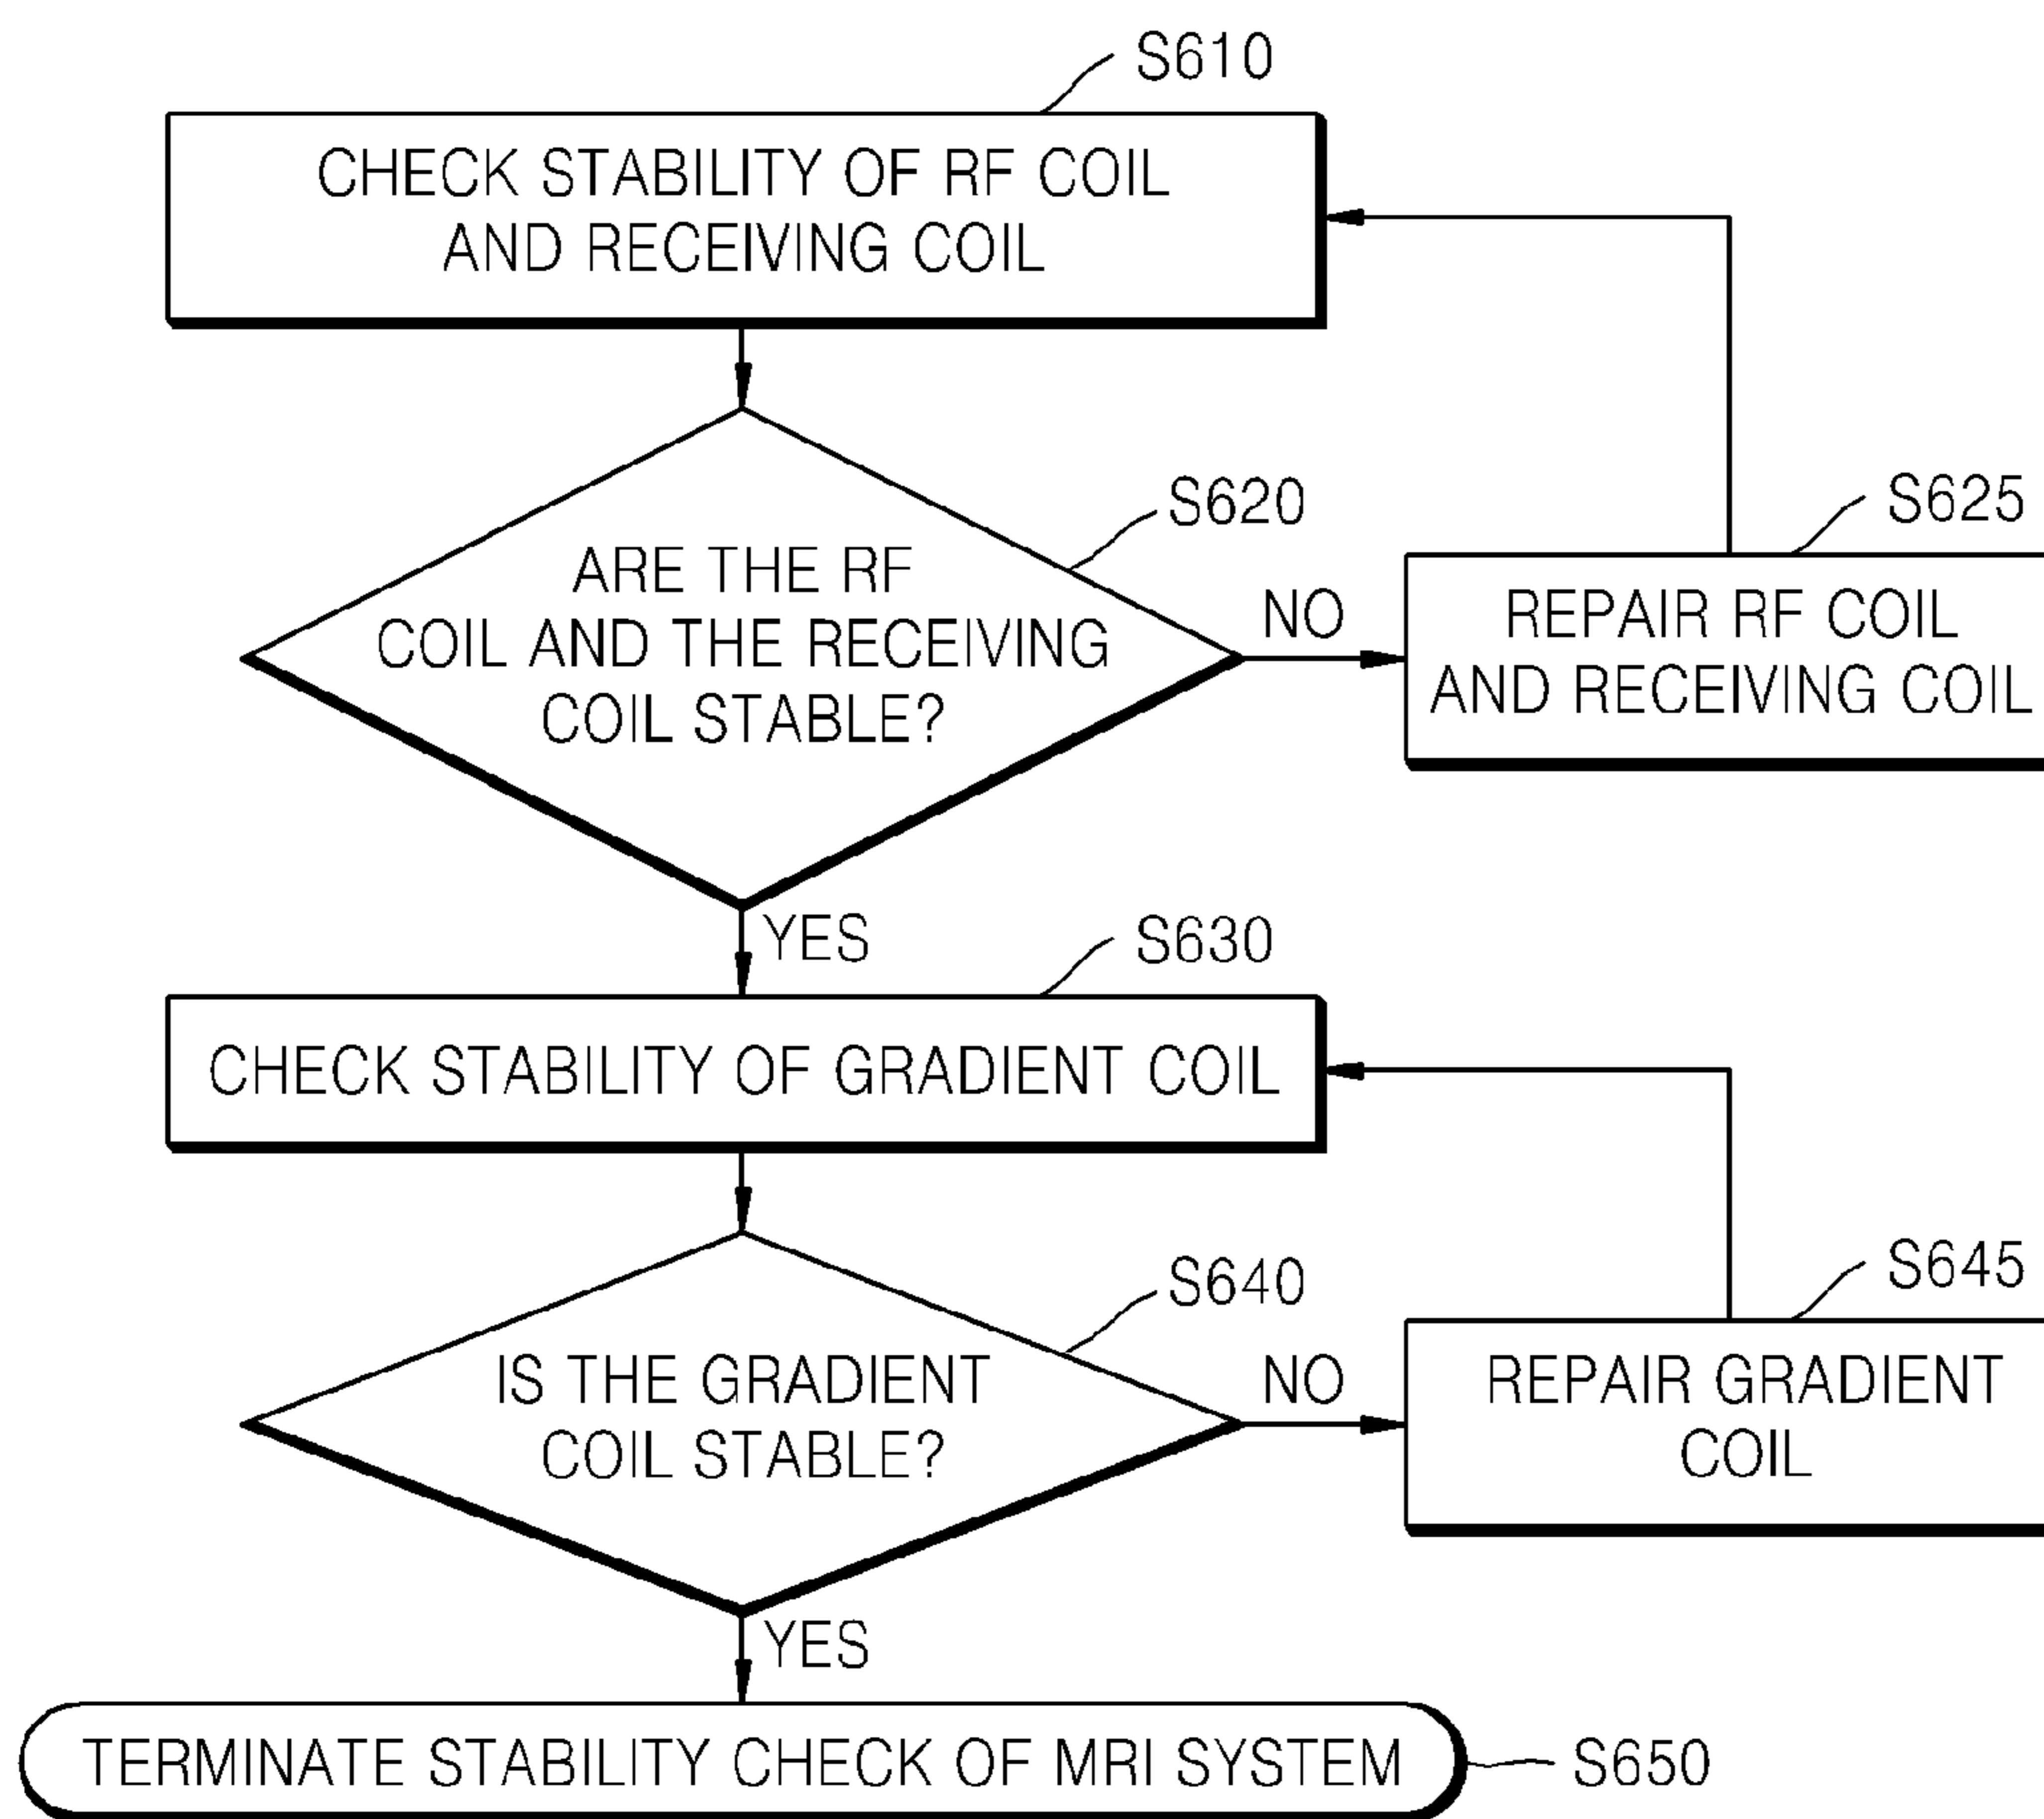 S610
CHECK STABILITY OF RF COIL
AND RECEIVING COIL
S620
ARE THE RF
COIL AND THE RECEIVING
COIL STABLE?
NO
S625
REPAIR RF COIL
AND RECEIVING COIL
YES
S630
CHECK STABILITY OF GRADIENT COIL
S640
IS THE GRADIENT
COIL STABLE?
NO
S645
REPAIR GRADIENT
COIL
YES
TERMINATE STABILITY CHECK OF MRI SYSTEM
S650